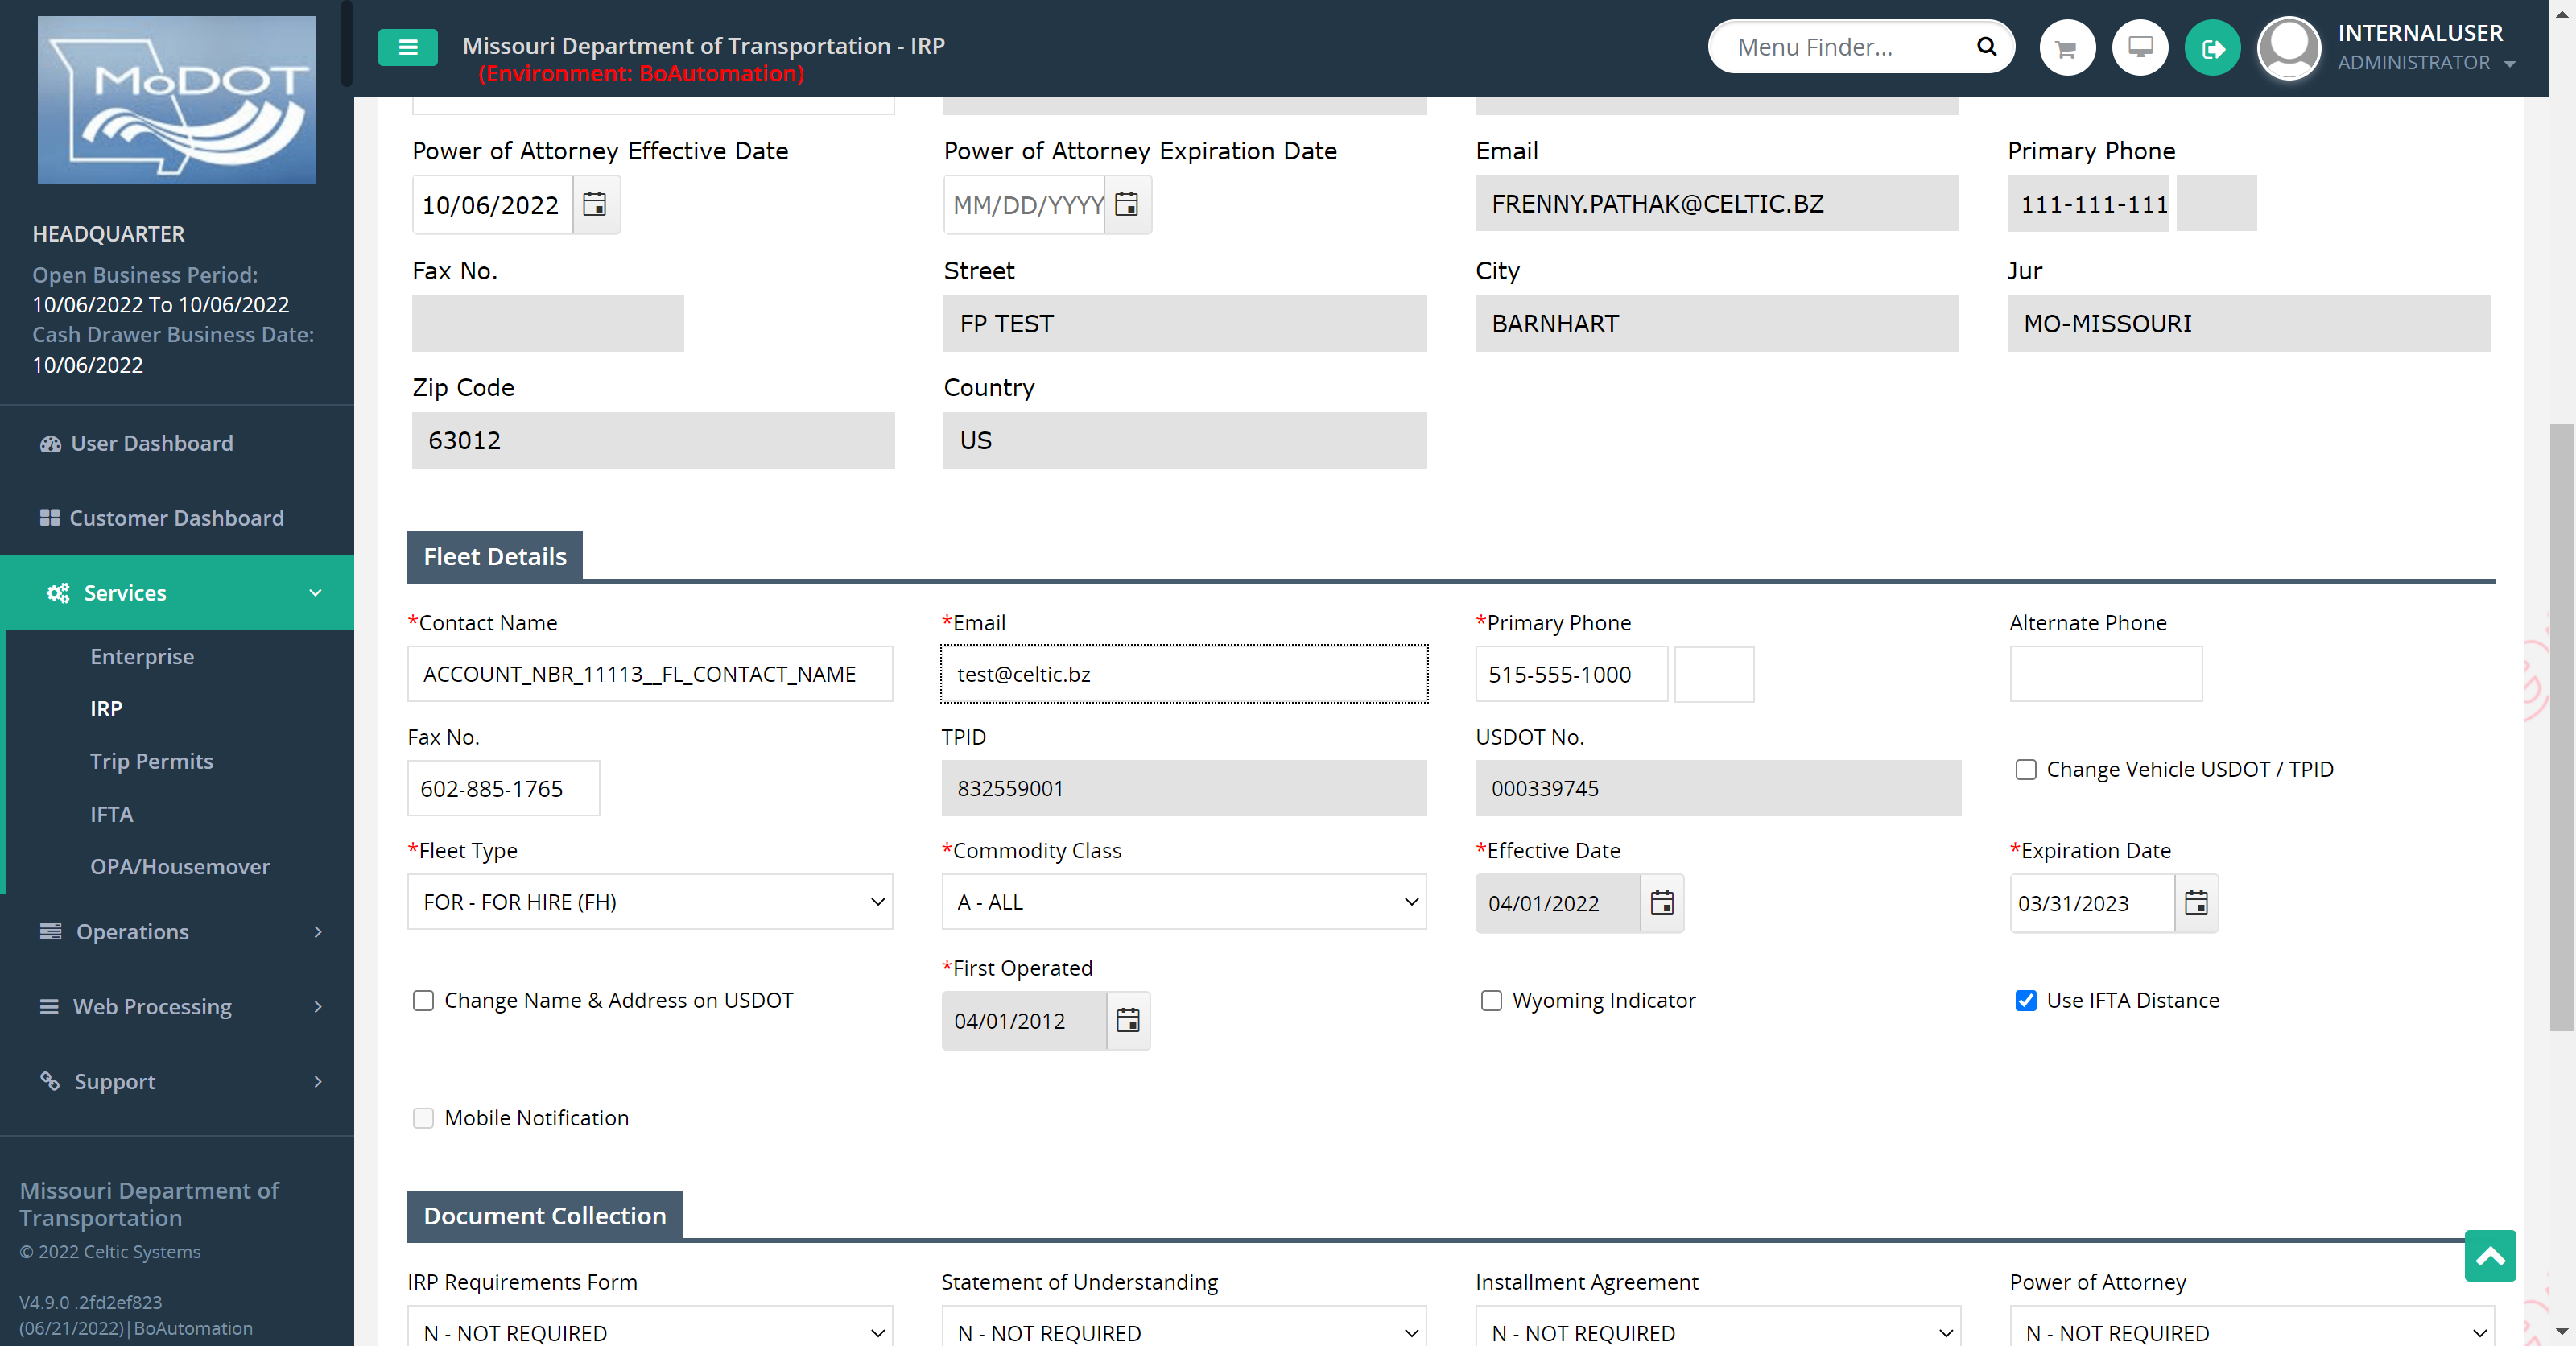 MoDOT
Missouri Department of Transportation - IRP
(Environment: BoAutomation)
Menu Finder...
INTERNALUSER
ADMINISTRATOR
HEADQUARTER
Open Business Period:
10/06/2022 To 10/06/2022
Cash Drawer Business Date:
10/06/2022
User Dashboard
Customer Dashboard
Services
Enterprise
IRP
Trip Permits
IFTA
OPA/Housemover
Operations
Web Processing
Support
Missouri Department of
Transportation
© 2022 Celtic Systems
V4.9.0 .2fd2ef823
(06/21/2022)|BoAutomation
Power of Attorney Effective Date
Power of Attorney Expiration Date
Email
Primary Phone
10/06/2022
MM/DD/YYYY
FRENNY.PATHAK@CELTIC.BZ
111-111-111
Fax No.
Street
City
Jur
FP TEST
BARNHART
MO-MISSOURI
Zip Code
Country
63012
US
Fleet Details
*Contact Name
*Email
*Primary Phone
Alternate Phone
ACCOUNT_NBR_11113__FL_CONTACT_NAME
test@celtic.bz
515-555-1000
Fax No.
TPID
USDOT No.
602-885-1765
832559001
000339745
Change Vehicle USDOT / TPID
*Fleet Type
*Commodity Class
*Effective Date
*Expiration Date
FOR - FOR HIRE (FH)
A - ALL
04/01/2022
03/31/2023
Change Name & Address on USDOT
*First Operated
04/01/2012
Wyoming Indicator
Use IFTA Distance
Mobile Notification
Document Collection
IRP Requirements Form
Statement of Understanding
Installment Agreement
Power of Attorney
N - NOT REQUIRED
N - NOT REQUIRED
N - NOT REQUIRED
N - NOT REQUIRED